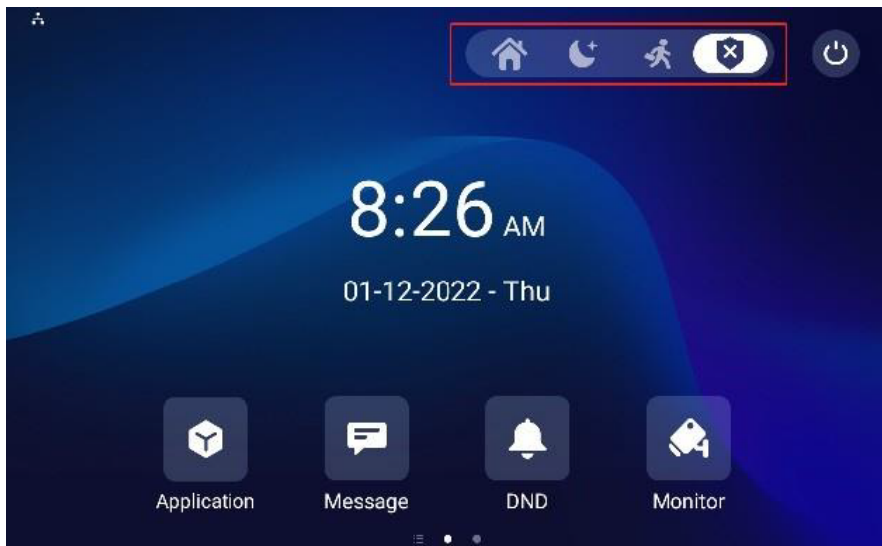 8:26 AM
01-12-2022 - Thu
Application Message DND Monitor